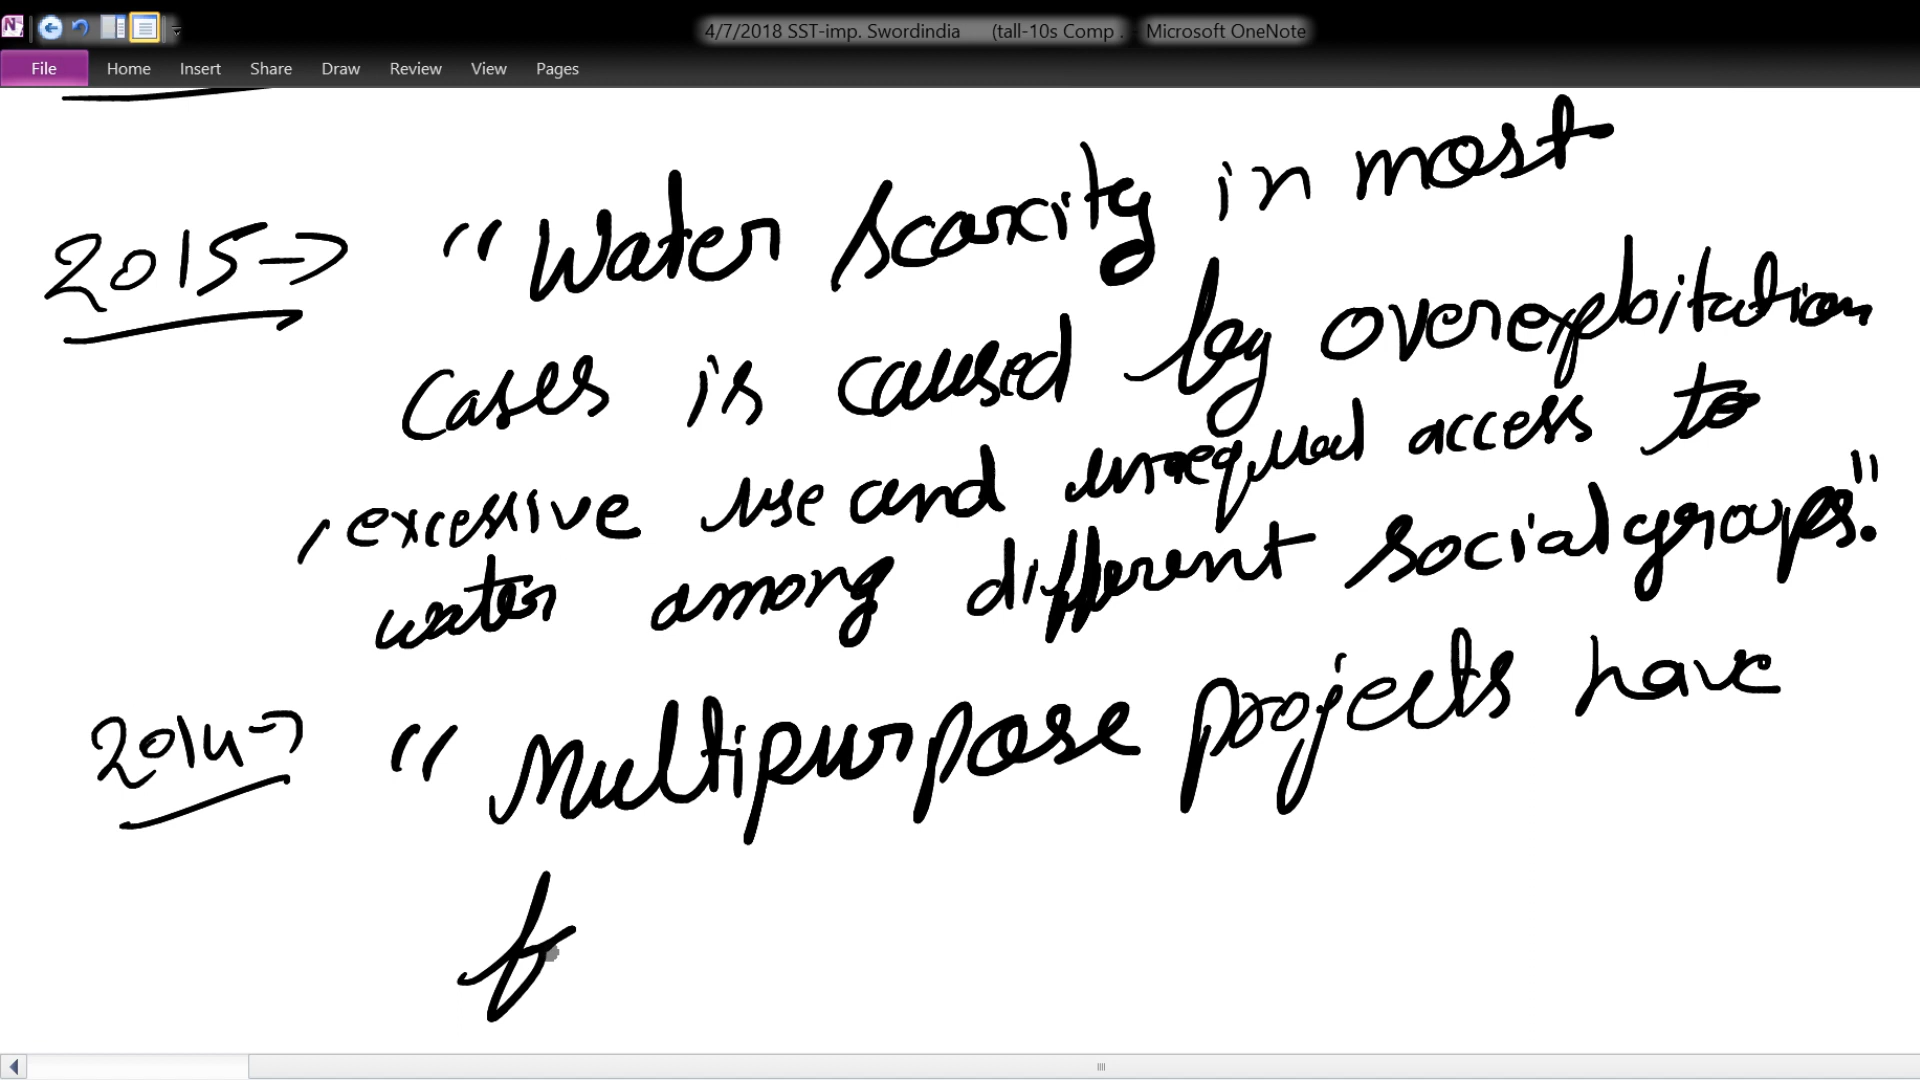 4/7/2018 SST-imp. Swordindia (tall-10s Comp . - Microsoft OneNote
File Home Insert Share Draw Review View Pages
2015→ "Water scarcity in most
cases is caused by overexploitation
, excessive use and unequal access to
water among different social groups."
2014→ " Multipurpose projects have
f